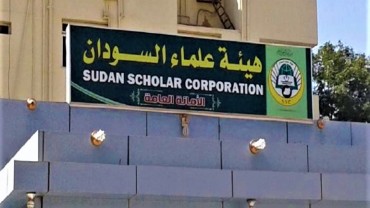 هيئة علماء السودان
SUDAN SCHOLAR CORPORATION
الأمانة العامة